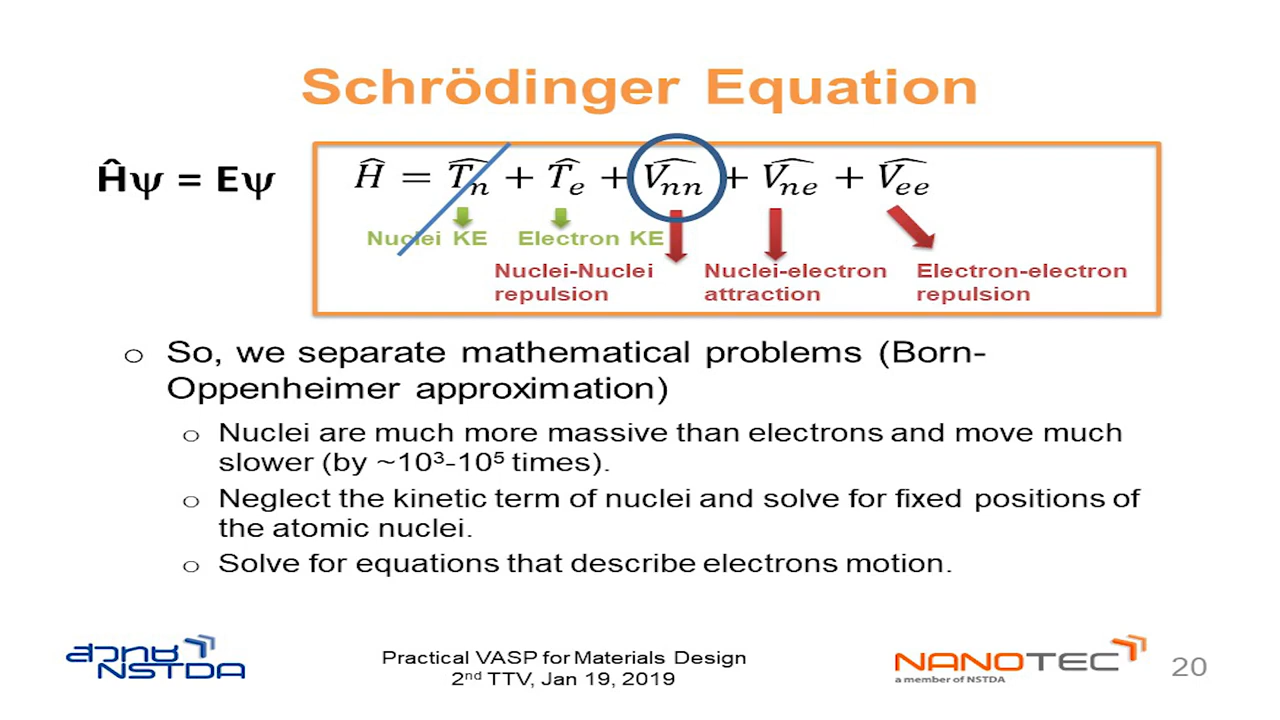 Schrödinger Equation
Ĥψ = Eψ
Ĥ = T̂n + T̂e + V̂nn + V̂ne + V̂ee
Nuclei KE
Electron KE
Nuclei-Nuclei
repulsion
Nuclei-electron
attraction
Electron-electron
repulsion
o So, we separate mathematical problems (Born-
Oppenheimer approximation)
o Nuclei are much more massive than electrons and move much
slower (by ~10³-10⁵ times).
o Neglect the kinetic term of nuclei and solve for fixed positions of
the atomic nuclei.
o Solve for equations that describe electrons motion.
สวทช
NSTDA
Practical VASP for Materials Design
2nd TTV, Jan 19, 2019
NANOTEC
a member of NSTDA
20